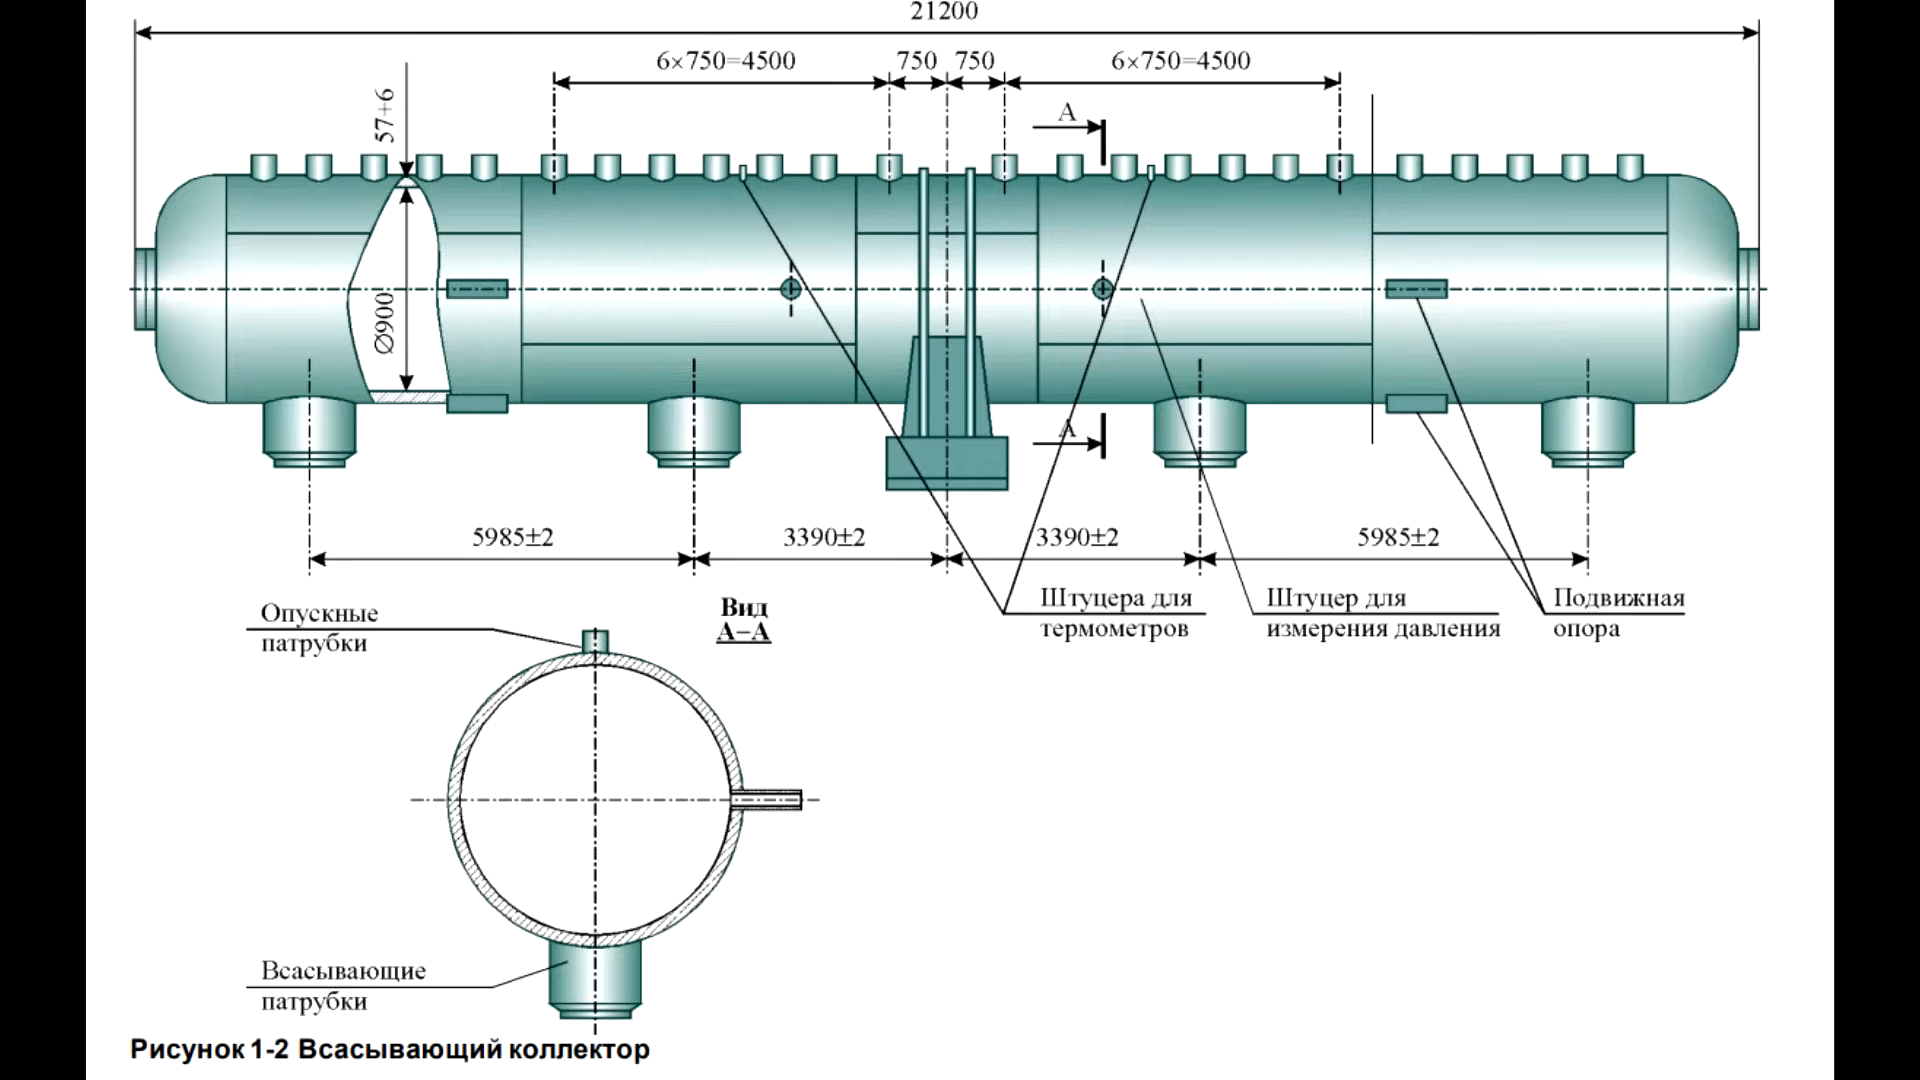 21200
6×750=4500
750
750
6×750=4500
57+6
А
Ø900
А
5985±2
3390±2
3390±2
5985±2
Штуцера для
термометров
Штуцер для
измерения давления
Подвижная
опора
Опускные
патрубки
Вид
А–А
Всасывающие
патрубки
Рисунок 1-2 Всасывающий коллектор